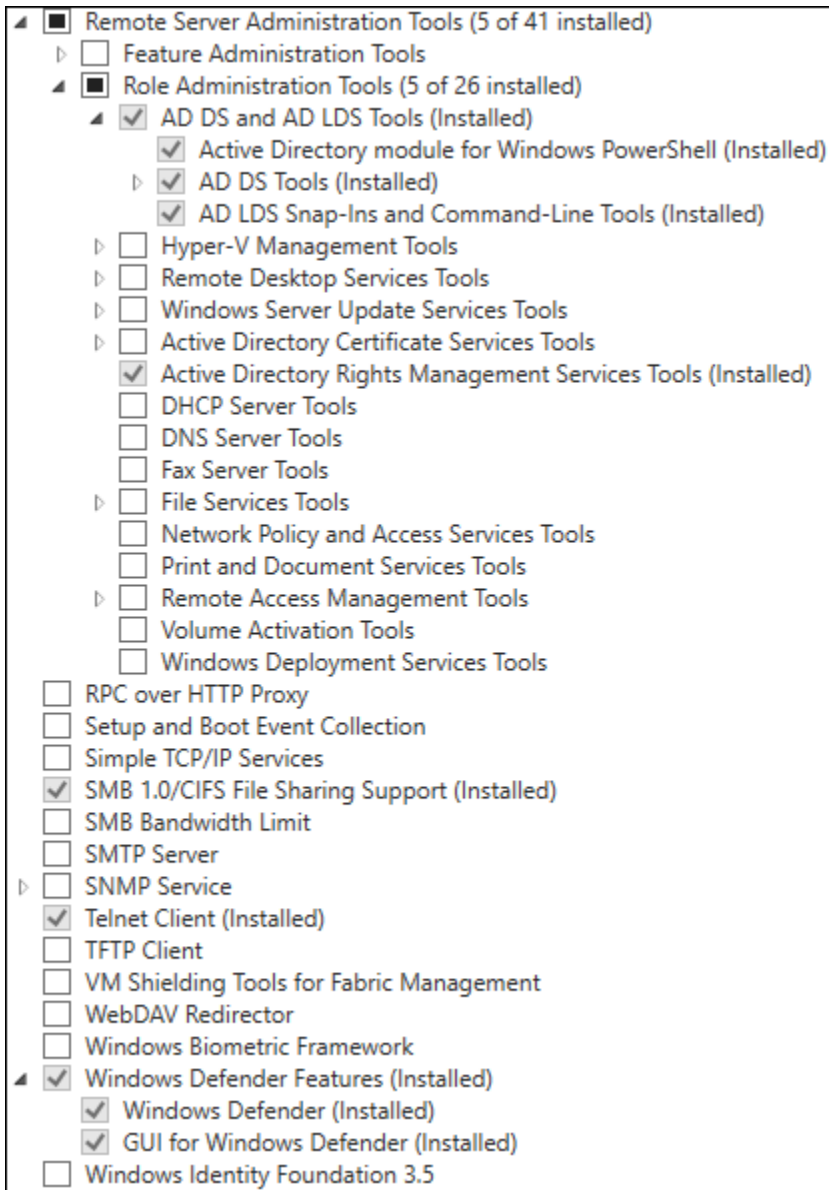 Remote Server Administration Tools (5 of 41 installed)
Feature Administration Tools
Role Administration Tools (5 of 26 installed)
AD DS and AD LDS Tools (Installed)
Active Directory module for Windows PowerShell (Installed)
AD DS Tools (Installed)
AD LDS Snap-Ins and Command-Line Tools (Installed)
Hyper-V Management Tools
Remote Desktop Services Tools
Windows Server Update Services Tools
Active Directory Certificate Services Tools
Active Directory Rights Management Services Tools (Installed)
DHCP Server Tools
DNS Server Tools
Fax Server Tools
File Services Tools
Network Policy and Access Services Tools
Print and Document Services Tools
Remote Access Management Tools
Volume Activation Tools
Windows Deployment Services Tools
RPC over HTTP Proxy
Setup and Boot Event Collection
Simple TCP/IP Services
SMB 1.0/CIFS File Sharing Support (Installed)
SMB Bandwidth Limit
SMTP Server
SNMP Service
Telnet Client (Installed)
TFTP Client
VM Shielding Tools for Fabric Management
WebDAV Redirector
Windows Biometric Framework
Windows Defender Features (Installed)
Windows Defender (Installed)
GUI for Windows Defender (Installed)
Windows Identity Foundation 3.5